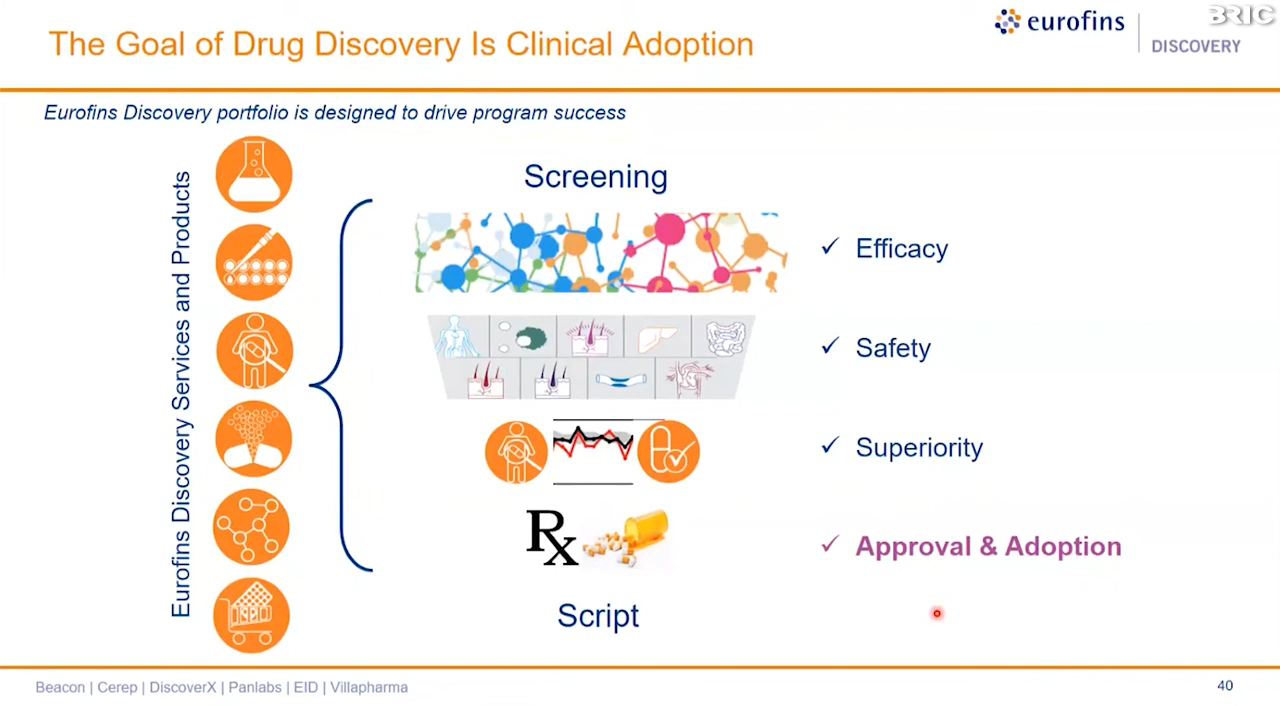 The Goal of Drug Discovery Is Clinical Adoption
eurofins
DISCOVERY
BRIC
Eurofins Discovery portfolio is designed to drive program success
Eurofins Discovery Services and Products
Screening
✓ Efficacy
✓ Safety
✓ Superiority
Rx
✓ Approval & Adoption
Script
Beacon | Cerep | DiscoverX | Panlabs | EID | Villapharma
40